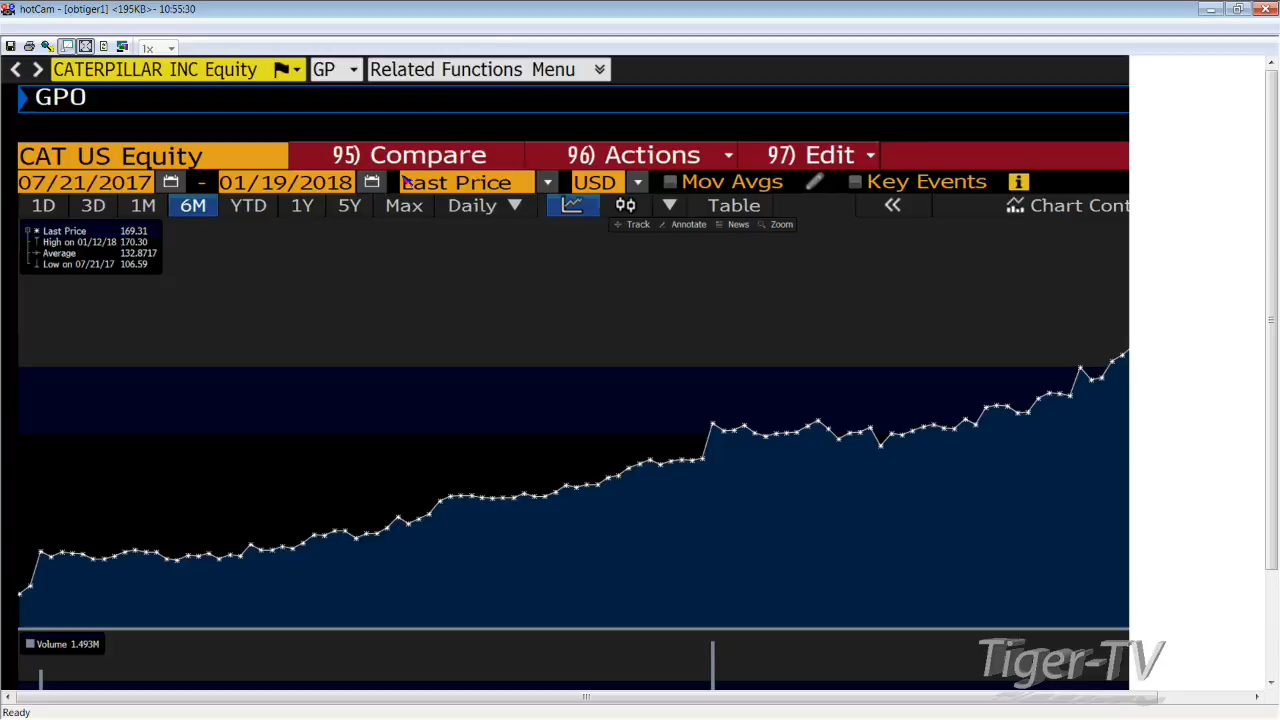 hotCam - [obtiger1] <195KB>- 10:55:30
1x
CATERPILLAR INC Equity GP Related Functions Menu
GPO
CAT US Equity 95) Compare 96) Actions 97) Edit
07/21/2017 - 01/19/2018 Last Price USD Mov Avgs Key Events
1D 3D 1M 6M YTD 1Y 5Y Max Daily Table Chart Cont
Track Annotate News Zoom
Last Price 169.31
High on 01/12/18 170.30
Average 132.8717
Low on 07/21/17 106.59
Volume 1.493M
Tiger-TV
Ready